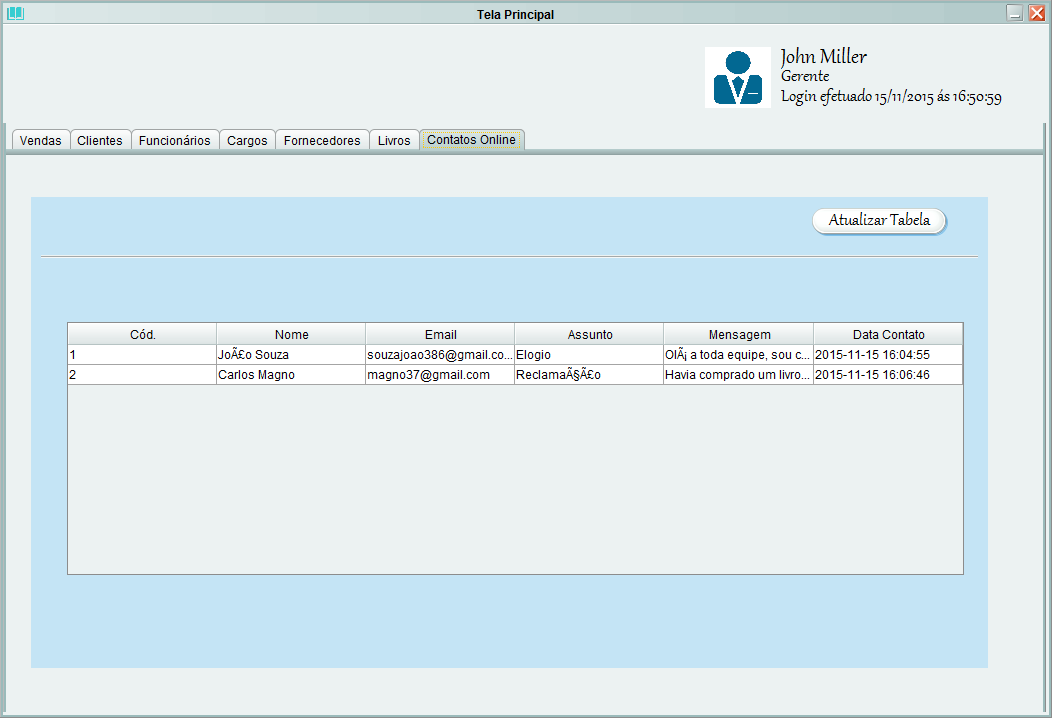 Tela Principal
John Miller
Gerente
Login efetuado 15/11/2015 ás 16:50:59
Vendas Clientes Funcionários Cargos Fornecedores Livros Contatos Online
Atualizar Tabela
Cód. Nome Email Assunto Mensagem Data Contato
1 JoÃ£o Souza souzajoao386@gmail.co... Elogio OlÃ¡ a toda equipe, sou c... 2015-11-15 16:04:55
2 Carlos Magno magno37@gmail.com ReclamaÃ§Ã£o Havia comprado um livro... 2015-11-15 16:06:46